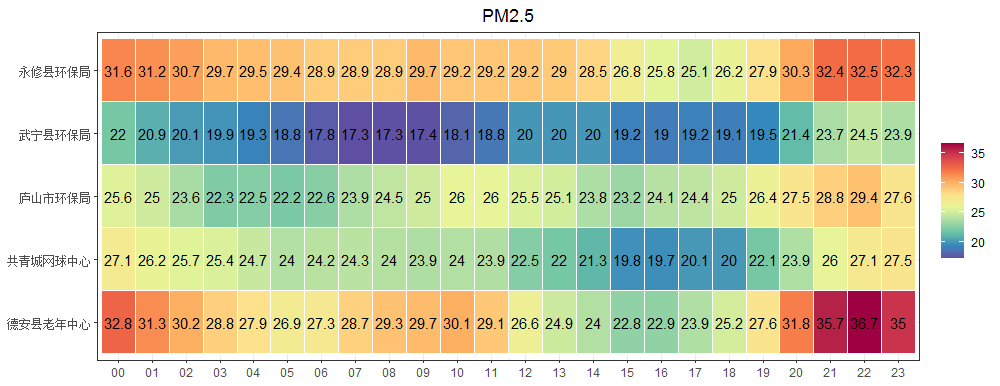 PM2.5
永修县环保局 31.6 31.2 30.7 29.7 29.5 29.4 28.9 28.9 28.9 29.7 29.2 29.2 29.2 29 28.5 26.8 25.8 25.1 26.2 27.9 30.3 32.4 32.5 32.3
武宁县环保局 22 20.9 20.1 19.9 19.3 18.8 17.8 17.3 17.3 17.4 18.1 18.8 20 20 20 19.2 19 19.2 19.1 19.5 21.4 23.7 24.5 23.9
庐山市环保局 25.6 25 23.6 22.3 22.5 22.2 22.6 23.9 24.5 25 26 26 25.5 25.1 23.8 23.2 24.1 24.4 25 26.4 27.5 28.8 29.4 27.6
共青城网球中心 27.1 26.2 25.7 25.4 24.7 24 24.2 24.3 24 23.9 24 23.9 22.5 22 21.3 19.8 19.7 20.1 20 22.1 23.9 26 27.1 27.5
德安县老年中心 32.8 31.3 30.2 28.8 27.9 26.9 27.3 28.7 29.3 29.7 30.1 29.1 26.6 24.9 24 22.8 22.9 23.9 25.2 27.6 31.8 35.7 36.7 35
00 01 02 03 04 05 06 07 08 09 10 11 12 13 14 15 16 17 18 19 20 21 22 23
35
30
25
20